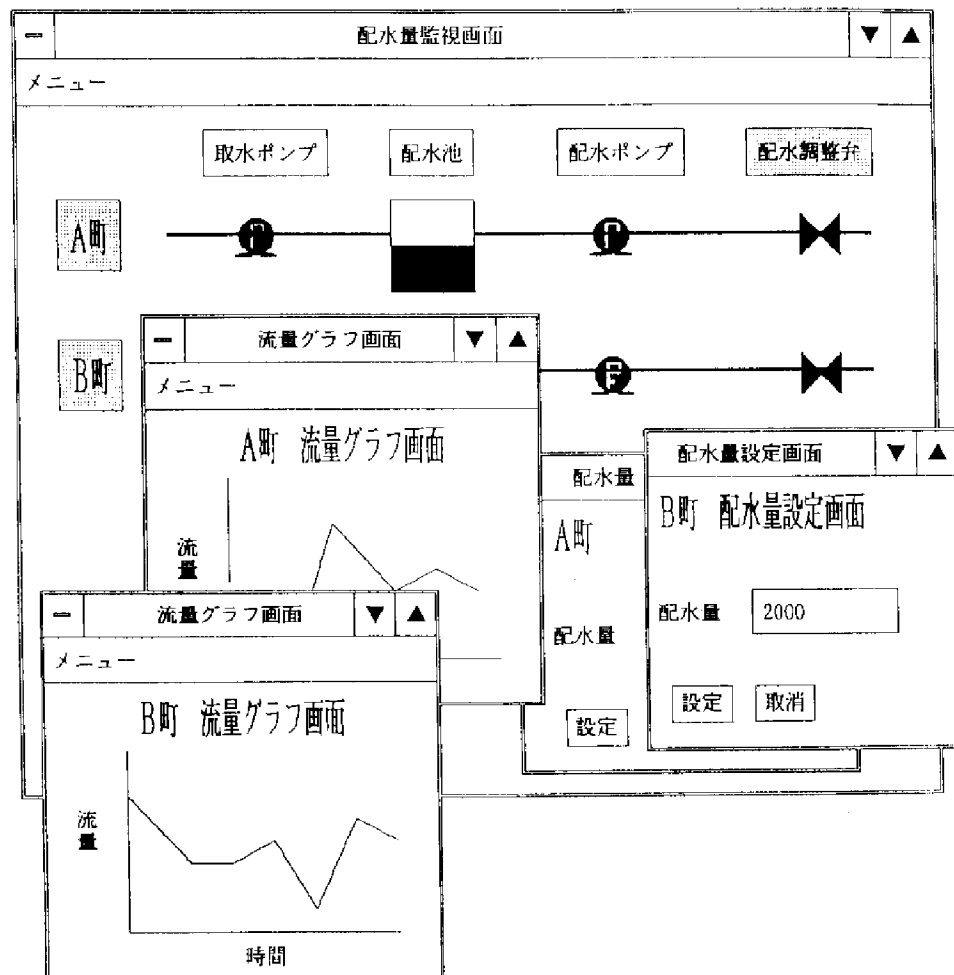 配水量監視画面
メニュー
取水ポンプ 配水池 配水ポンプ 配水調整弁
A町
B町
流量グラフ画面
メニュー
A町 流量グラフ画面
流量
配水量
A町
配水量
設定
配水量設定画面
B町 配水量設定画面
配水量 2000
設定 取消
流量グラフ画面
メニュー
B町 流量グラフ画面
流量
時間